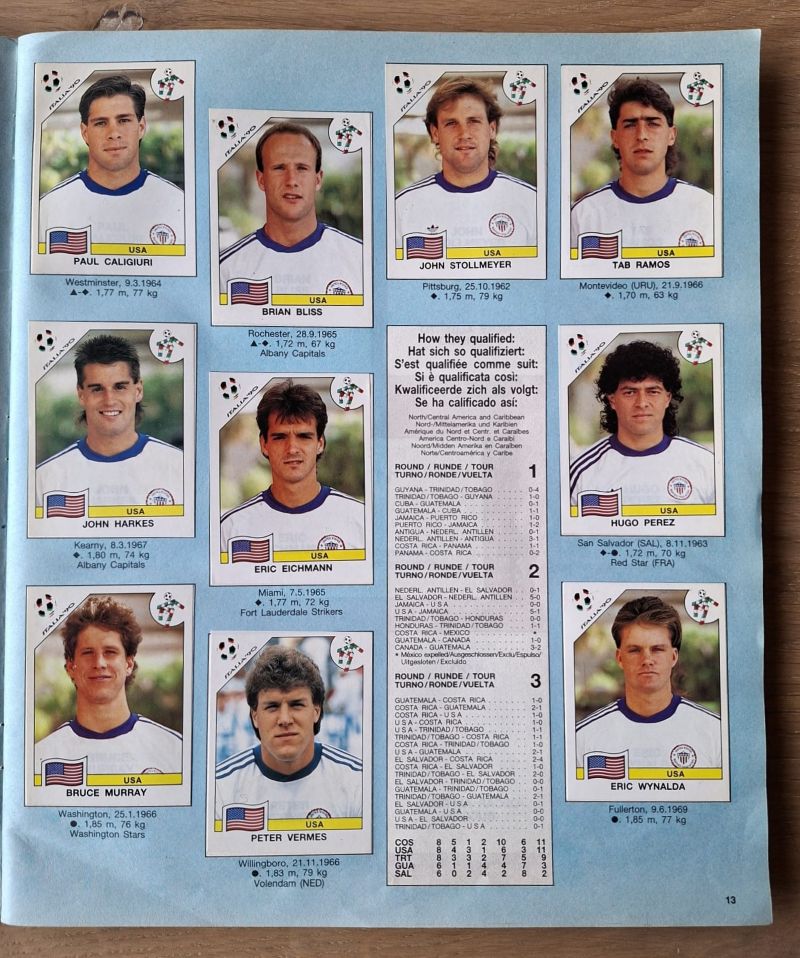 ITALIA '90
USA
PAUL CALIGIURI
Westminster, 9.3.1964
▲-◆. 1,77 m, 77 kg
ITALIA '90
USA
BRIAN BLISS
Rochester, 28.9.1965
▲-◆. 1,72 m, 67 kg
Albany Capitals
ITALIA '90
USA
JOHN STOLLMEYER
Pittsburg, 25.10.1962
◆. 1,75 m, 79 kg
ITALIA '90
USA
TAB RAMOS
Montevideo (URU), 21.9.1966
◆. 1,70 m, 63 kg
ITALIA '90
USA
JOHN HARKES
Kearny, 8.3.1967
◆. 1,80 m, 74 kg
Albany Capitals
ITALIA '90
USA
ERIC EICHMANN
Miami, 7.5.1965
◆. 1,77 m, 72 kg
Fort Lauderdale Strikers
How they qualified:
Hat sich so qualifiziert:
S'est qualifiée comme suit:
Si è qualificata così:
Kwalificeerde zich als volgt:
Se ha calificado así:
North/Central America and Caribbean
Nord-/Mittelamerika und Karibien
Amérique du Nord et Centr. et Caraïbes
America Centro-Nord e Caraibi
Noord/Midden Amerika en Caraïben
Norte/Centroamérica y Caribe
ROUND / RUNDE / TOUR
TURNO/RONDE/VUELTA 1
GUYANA - TRINIDAD/TOBAGO 0-4
TRINIDAD/TOBAGO - GUYANA 1-0
CUBA - GUATEMALA 0-1
GUATEMALA - CUBA 1-1
JAMAICA - PUERTO RICO 1-0
PUERTO RICO - JAMAICA 1-2
ANTIGUA - NEDERL. ANTILLEN 0-1
NEDERL. ANTILLEN - ANTIGUA 3-1
COSTA RICA - PANAMA 1-1
PANAMA - COSTA RICA 0-2
ROUND / RUNDE / TOUR
TURNO/RONDE/VUELTA 2
NEDERL. ANTILLEN - EL SALVADOR 0-1
EL SALVADOR - NEDERL. ANTILLEN 5-0
JAMAICA - USA 0-0
USA - JAMAICA 5-1
TRINIDAD/TOBAGO - HONDURAS 0-0
HONDURAS - TRINIDAD/TOBAGO 1-1
COSTA RICA - MEXICO *
GUATEMALA - CANADA 1-0
CANADA - GUATEMALA 3-2
* México expelled/Ausgeschlossen/Exclu/Espulso/
Uitgesloten/Excluido
ROUND / RUNDE / TOUR
TURNO/RONDE/VUELTA 3
GUATEMALA - COSTA RICA 1-0
COSTA RICA - GUATEMALA 2-1
COSTA RICA - USA 1-0
USA - COSTA RICA 1-0
USA - TRINIDAD/TOBAGO 1-1
TRINIDAD/TOBAGO - COSTA RICA 1-1
COSTA RICA - TRINIDAD/TOBAGO 1-0
USA - GUATEMALA 2-1
EL SALVADOR - COSTA RICA 2-4
COSTA RICA - EL SALVADOR 1-0
TRINIDAD/TOBAGO - EL SALVADOR 2-0
EL SALVADOR - TRINIDAD/TOBAGO 0-0
GUATEMALA - TRINIDAD/TOBAGO 0-1
TRINIDAD/TOBAGO - GUATEMALA 2-1
EL SALVADOR - USA 0-1
GUATEMALA - USA 0-0
USA - EL SALVADOR 0-0
TRINIDAD/TOBAGO - USA 0-1
COS 8 5 1 2 10 6 11
USA 8 4 3 1 6 3 11
TRT 8 3 3 2 7 5 9
GUA 6 1 1 4 4 7 3
SAL 6 0 2 4 2 8 2
ITALIA '90
USA
HUGO PEREZ
San Salvador (SAL), 8.11.1963
◆-●. 1,72 m, 70 kg
Red Star (FRA)
ITALIA '90
USA
BRUCE MURRAY
Washington, 25.1.1966
●. 1,85 m, 76 kg
Washington Stars
ITALIA '90
USA
PETER VERMES
Willingboro, 21.11.1966
●. 1,83 m, 79 kg
Volendam (NED)
ITALIA '90
USA
ERIC WYNALDA
Fullerton, 9.6.1969
●. 1,85 m, 77 kg
13